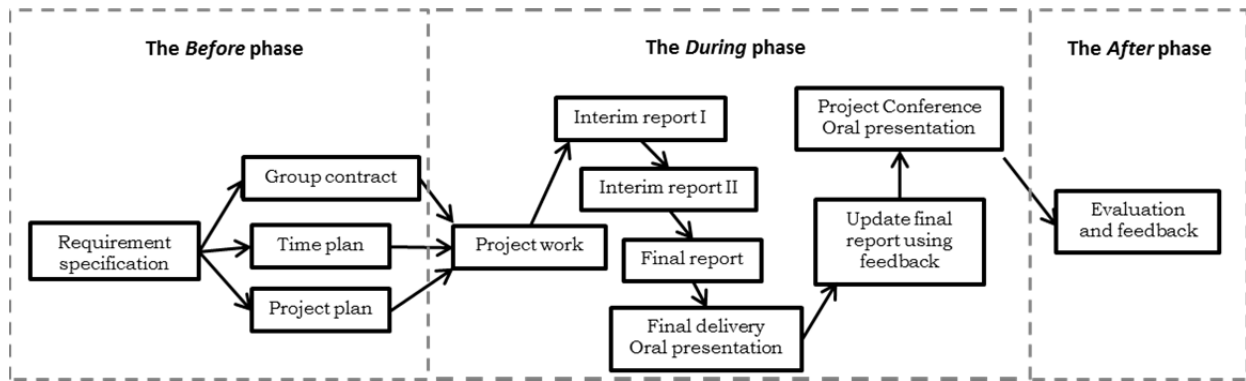 The Before phase
Requirement
specification
Group contract
Time plan
Project plan
The During phase
Project work
Interim report I
Interim report II
Final report
Final delivery
Oral presentation
Update final
report using
feedback
Project Conference
Oral presentation
The After phase
Evaluation
and feedback